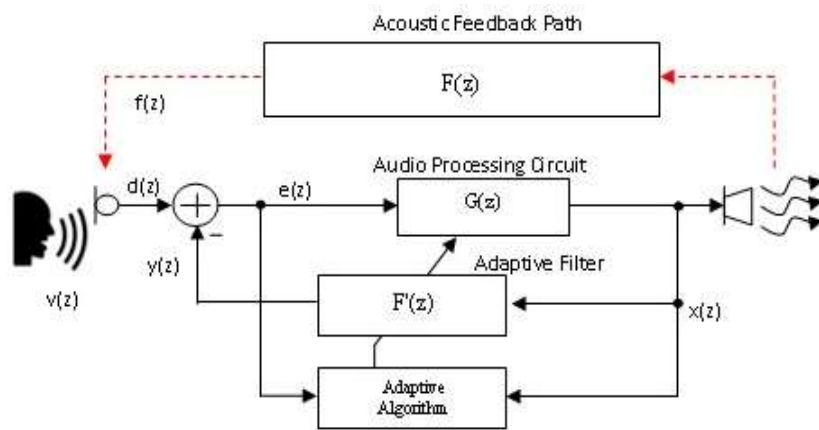 Acoustic Feedback Path
F(z)
f(z)
Audio Processing Circuit
d(z)
e(z)
G(z)
−
y(z)
Adaptive Filter
v(z)
F'(z)
x(z)
Adaptive
Algorithm